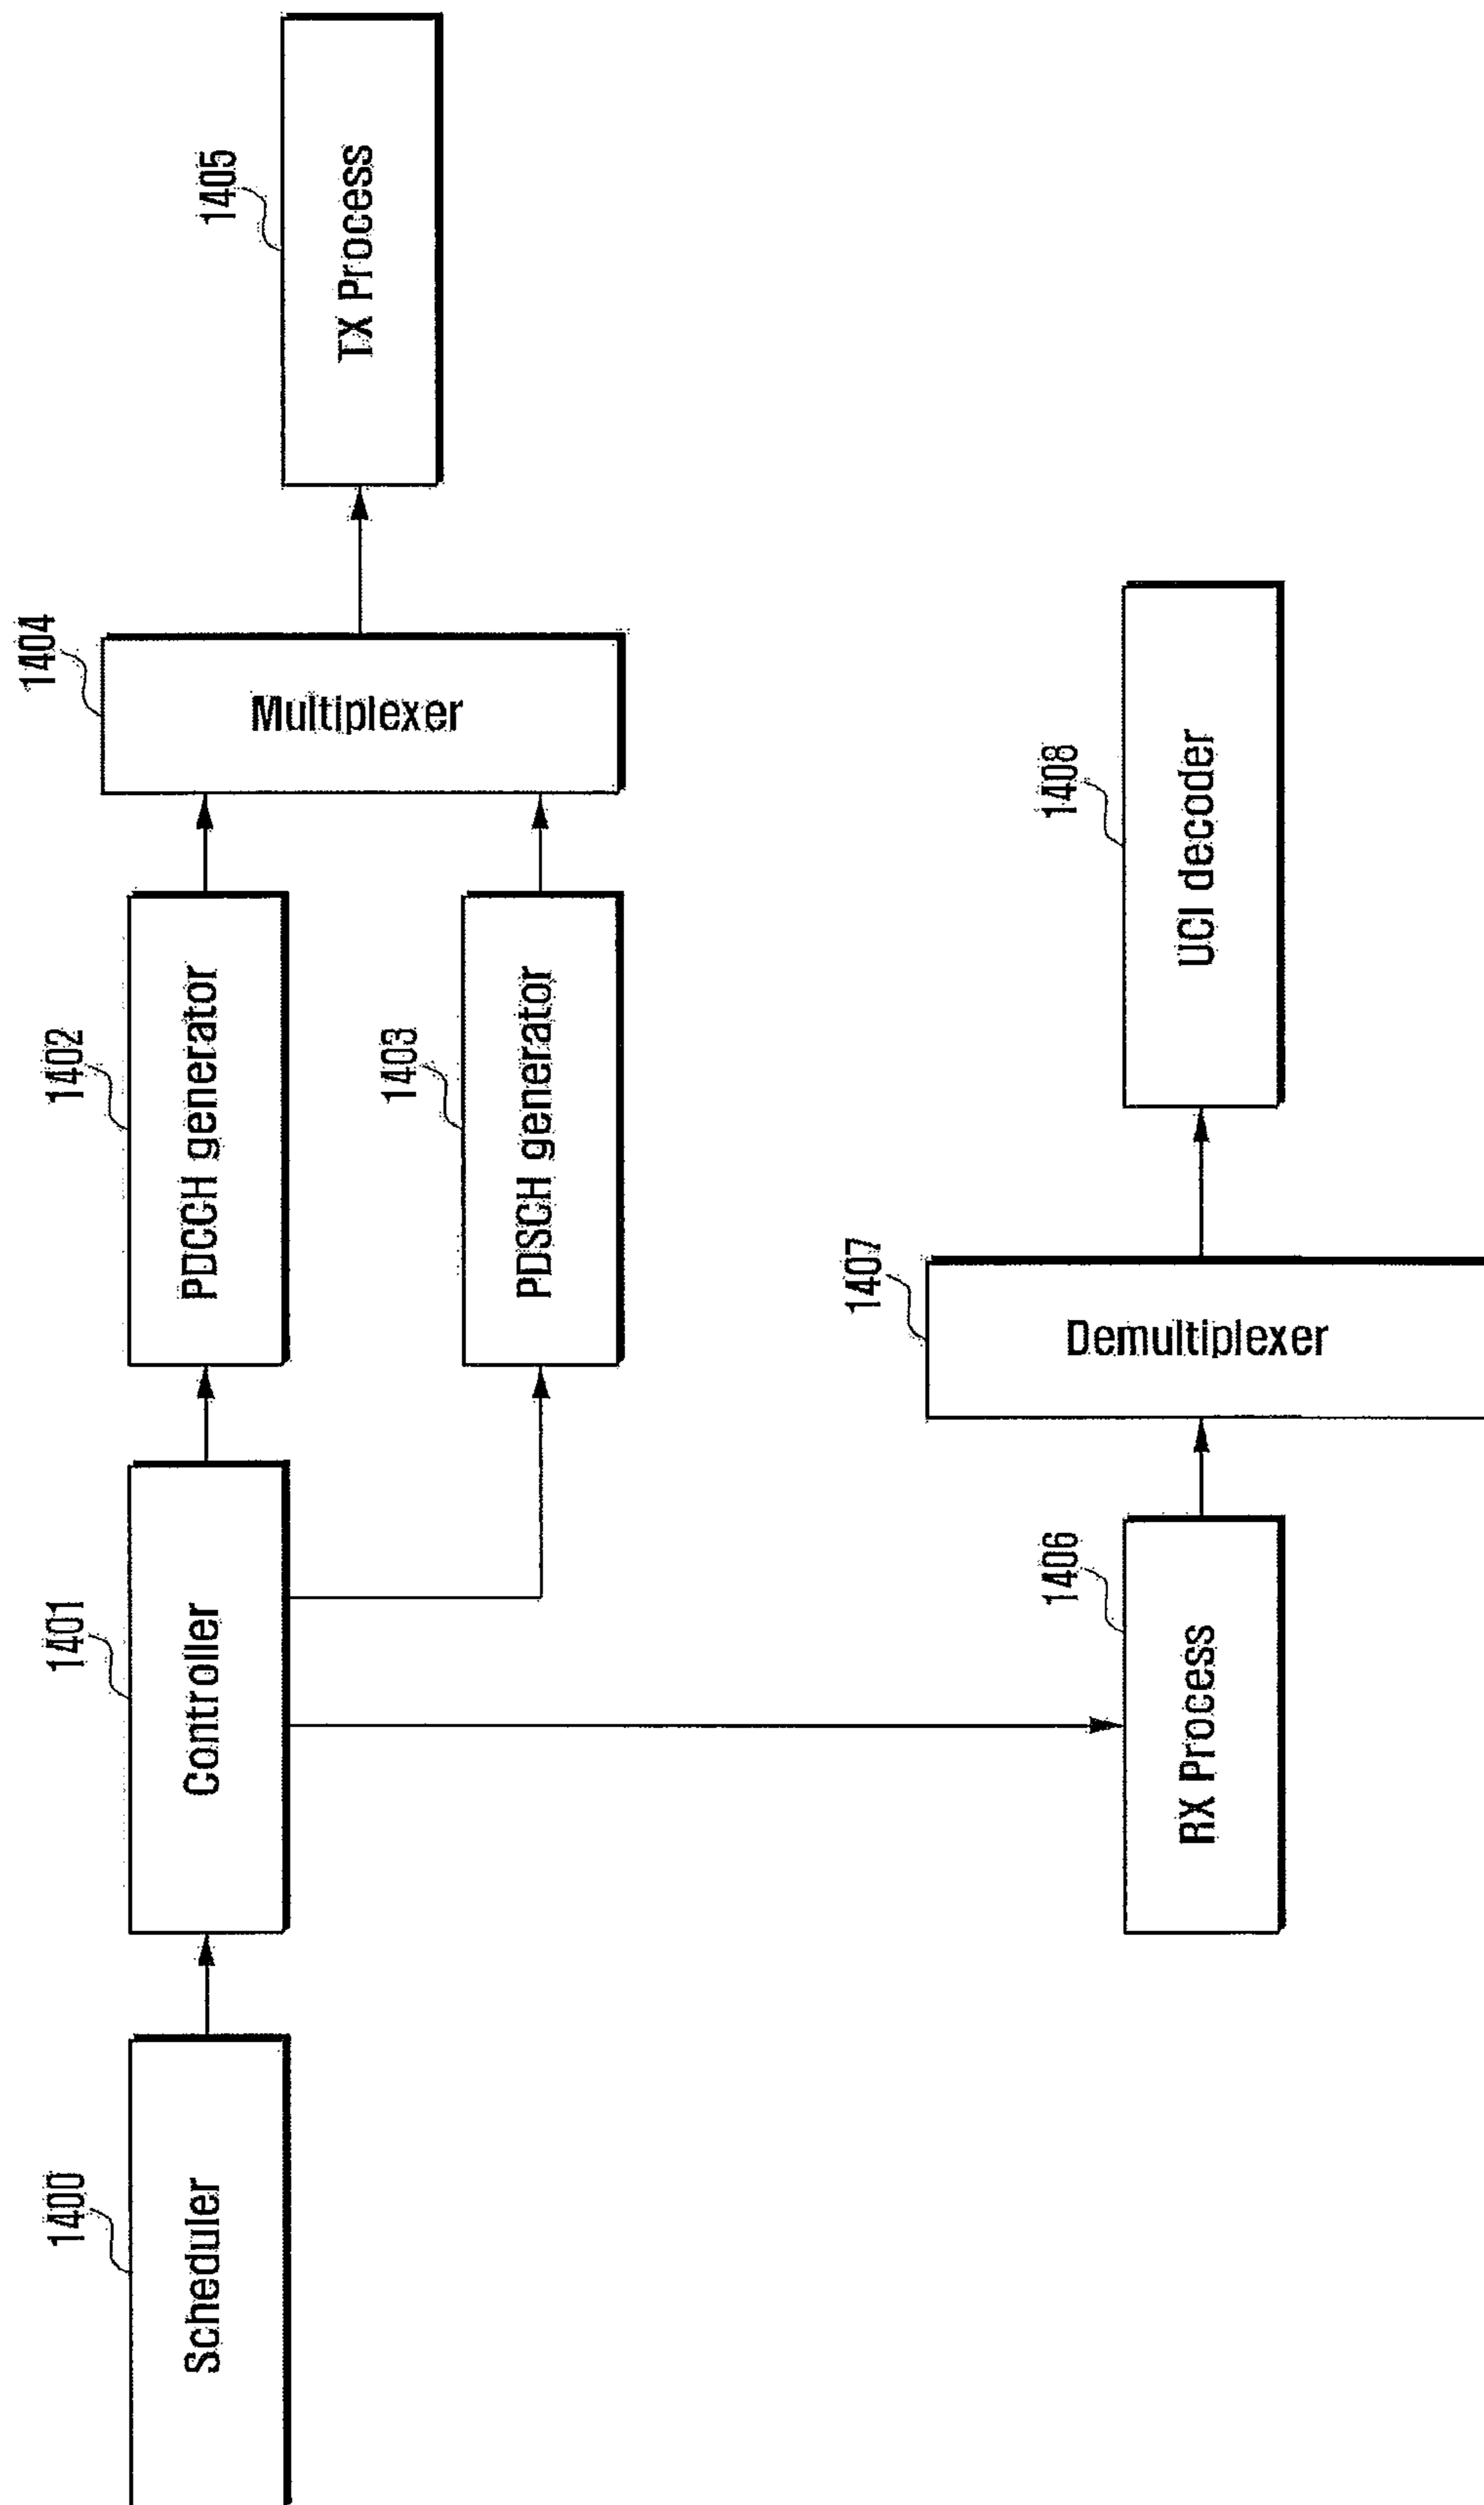 1400
Scheduler
1401
Controller
1402
PDCCH generator
1403
PDSCH generator
1404
Multiplexer
1405
TX Process
1406
RX Process
1407
Demultiplexer
1408
UCI decoder